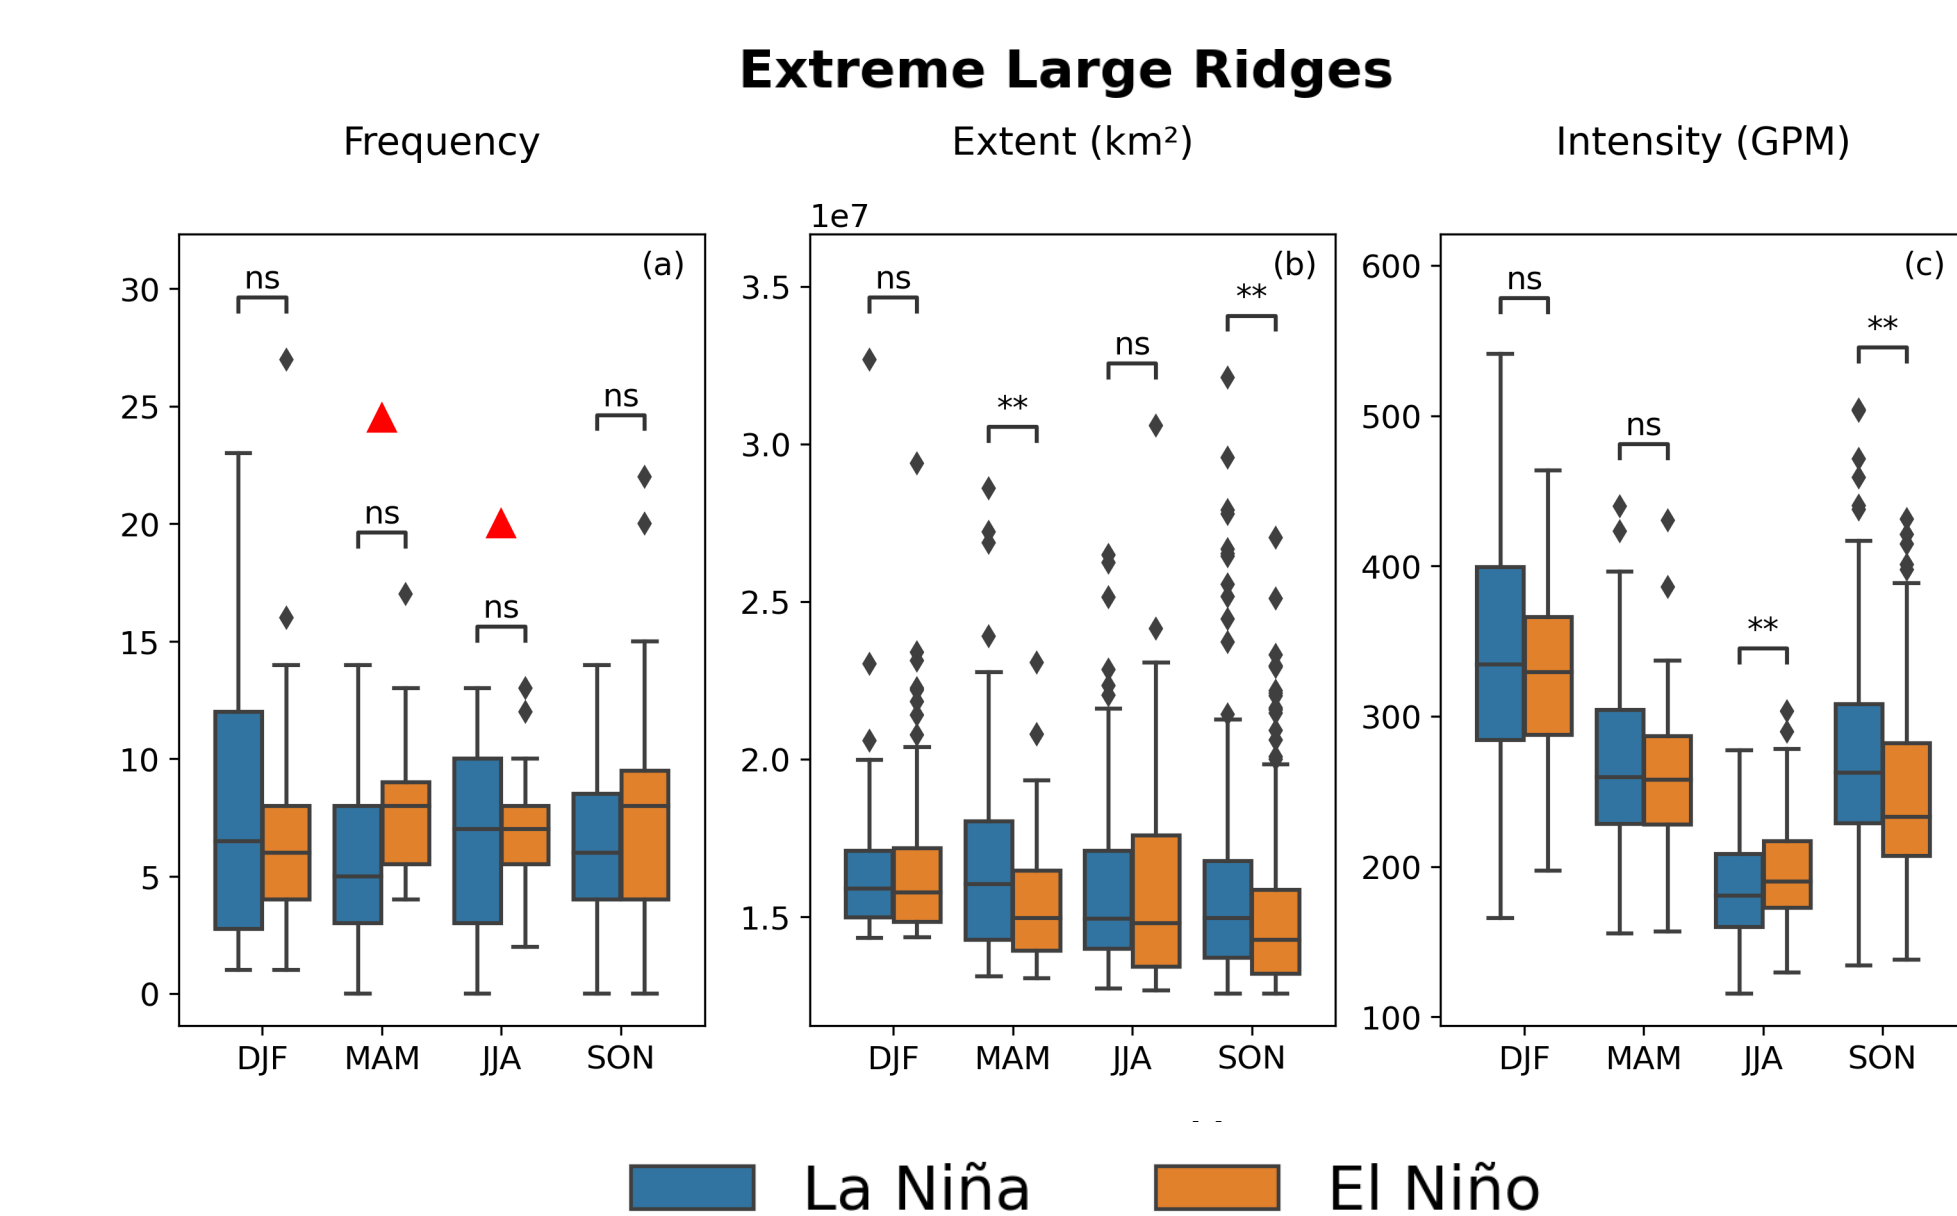 Extreme Large Ridges
Frequency Extent (km²) Intensity (GPM)
1e7
(a) (b) (c)
ns ns ns ns
30
25
20
15
10
5
0
DJF MAM JJA SON
ns ** ns **
3.5
3.0
2.5
2.0
1.5
DJF MAM JJA SON
ns ns ** **
600
500
400
300
200
100
DJF MAM JJA SON
La Niña El Niño